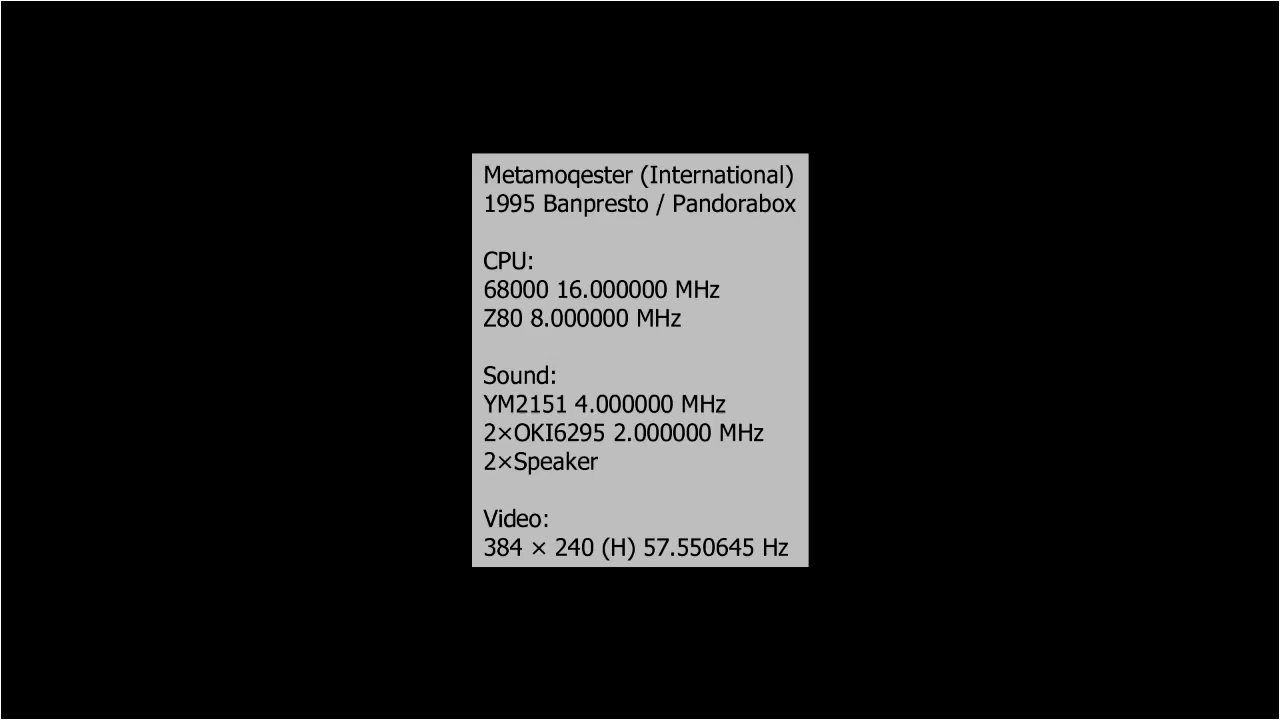 Metamoqester (International)
1995 Banpresto / Pandorabox
CPU:
68000 16.000000 MHz
Z80 8.000000 MHz
Sound:
YM2151 4.000000 MHz
2×OKI6295 2.000000 MHz
2×Speaker
Video:
384 × 240 (H) 57.550645 Hz